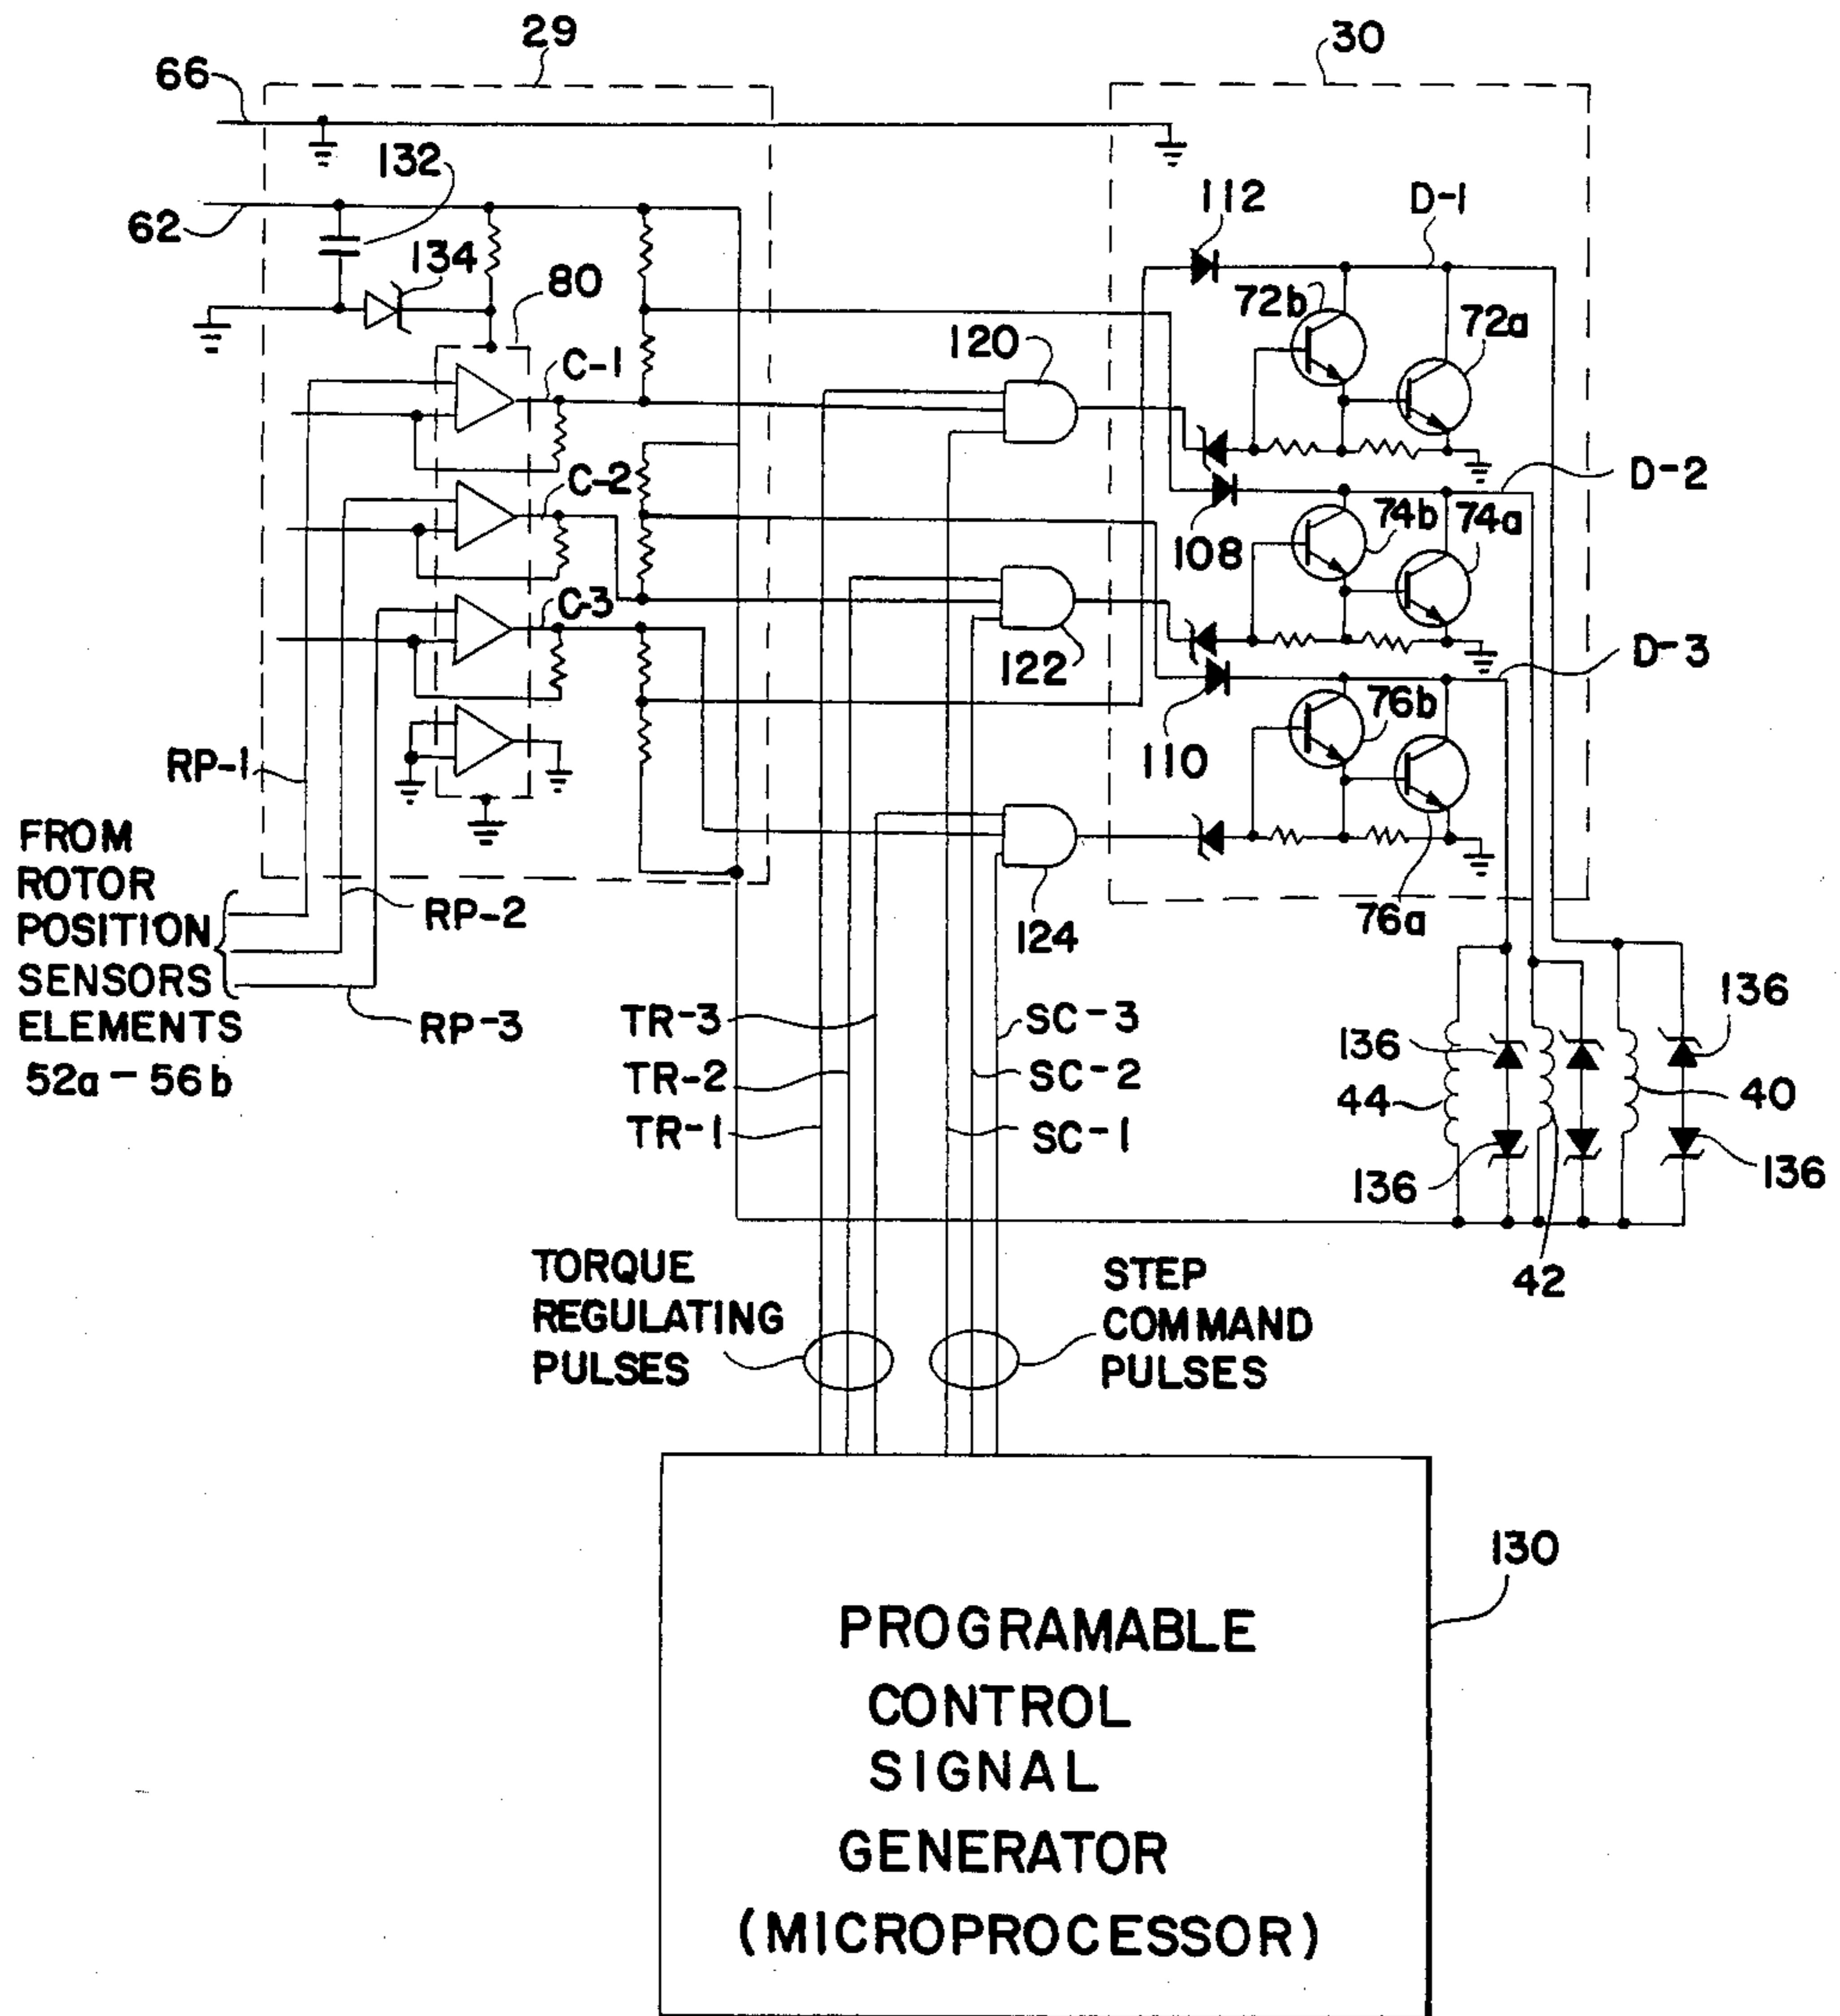 29
30
66
132
62
134
80
112
D-1
72b
72a
120
C-1
C-2
D-2
74b
74a
108
C-3
122
D-3
76b
110
RP-1
FROM
ROTOR
POSITION
SENSORS
ELEMENTS
52a - 56b
RP-2
RP-3
124
76a
TR-3
TR-2
TR-1
SC-3
SC-2
SC-1
136
44
136
136
40
136
42
TORQUE
REGULATING
PULSES
STEP
COMMAND
PULSES
130
PROGRAMABLE
CONTROL
SIGNAL
GENERATOR
(MICROPROCESSOR)